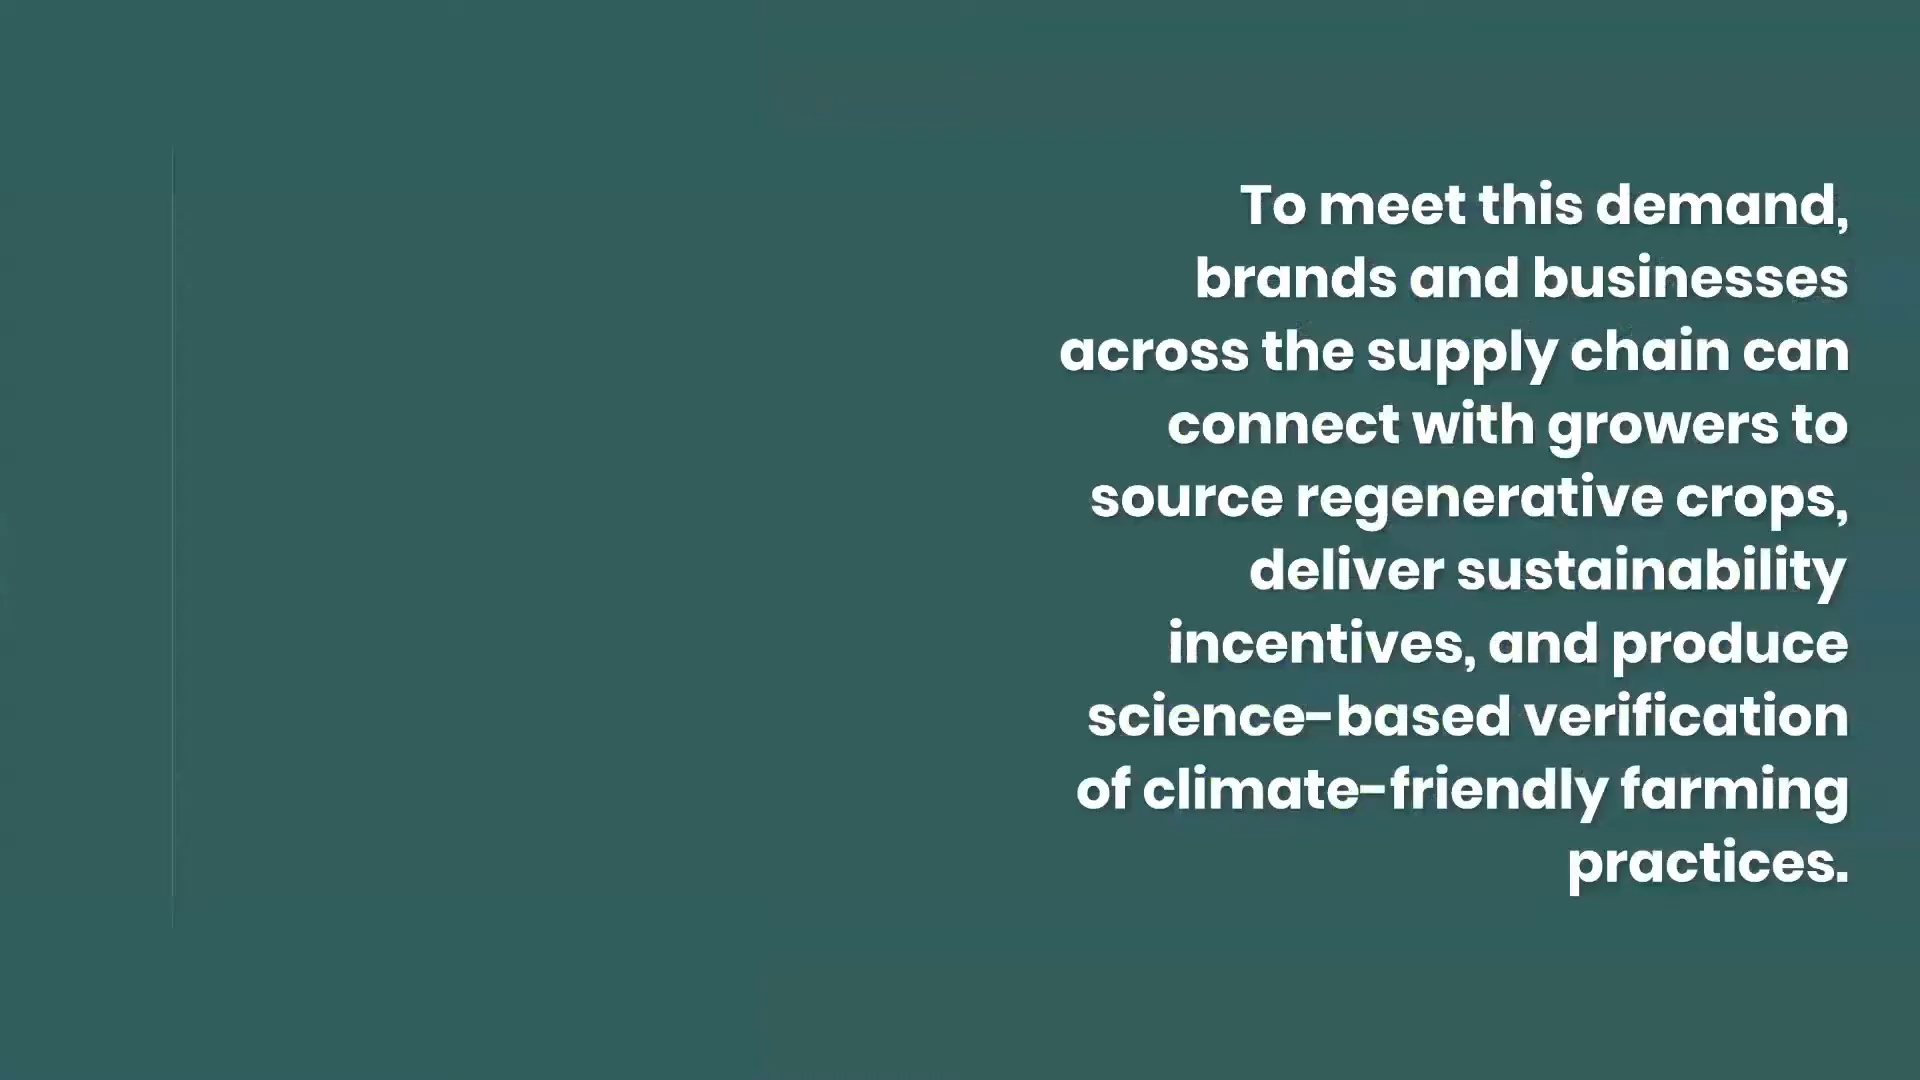 To meet this demand,
brands and businesses
across the supply chain can
connect with growers to
source regenerative crops,
deliver sustainability
incentives, and produce
science-based verification
of climate-friendly farming
practices.